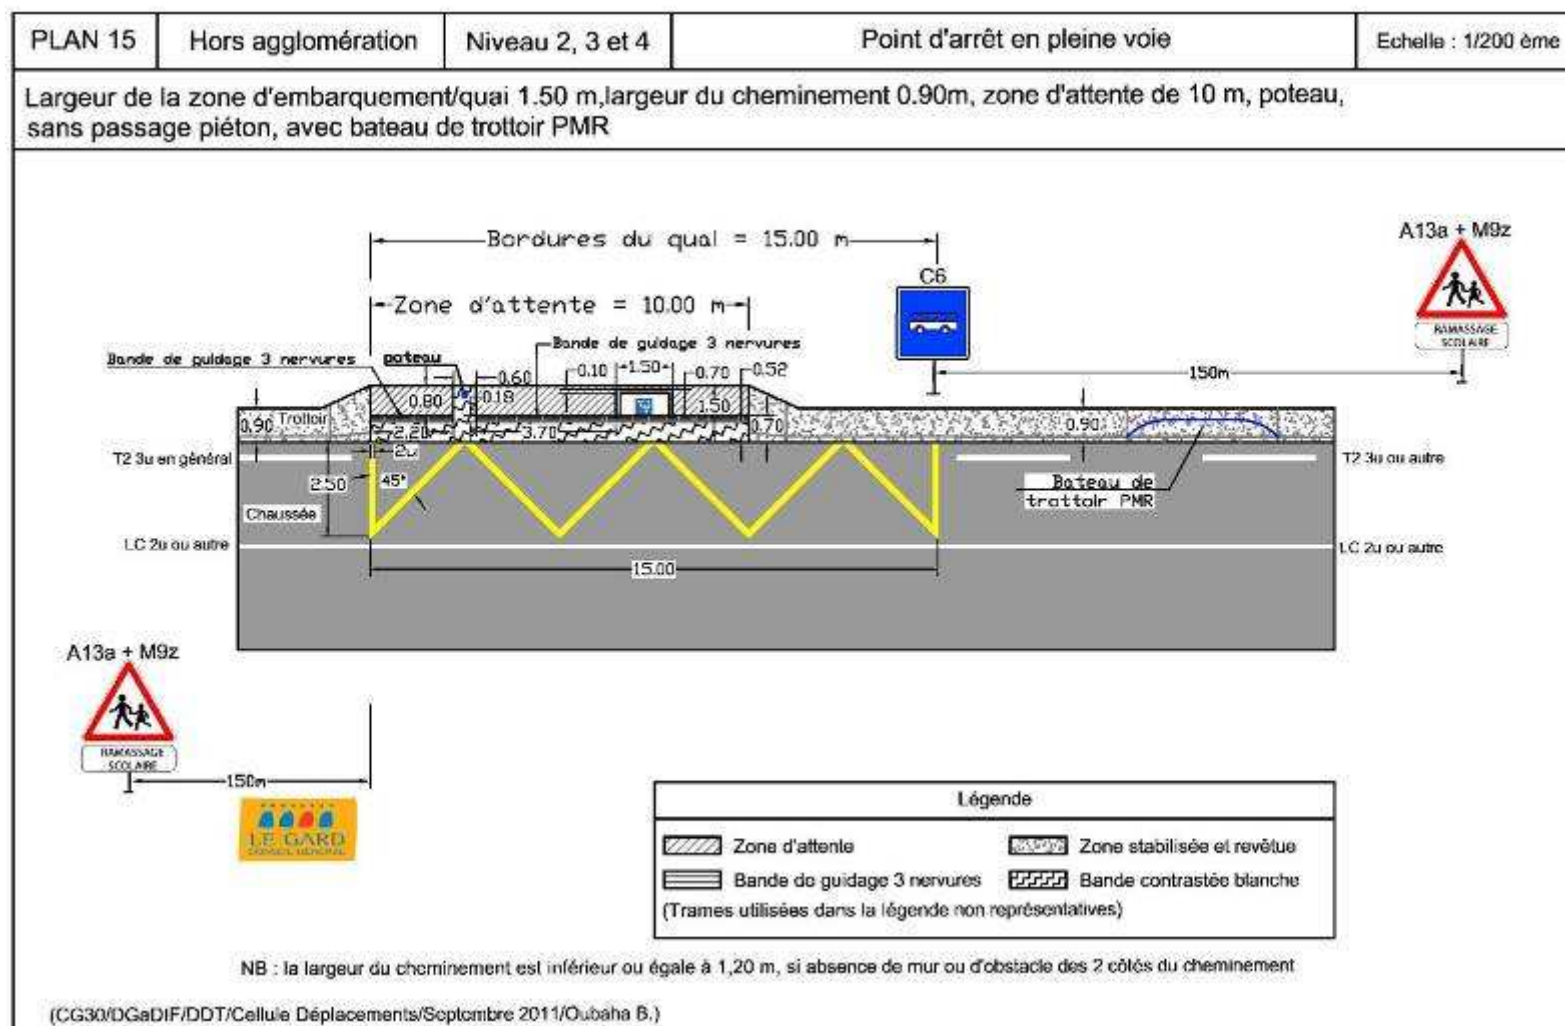 PLAN 15
Hors agglomération
Niveau 2, 3 et 4
Point d'arrêt en pleine voie
Echelle : 1/200 ème
Largeur de la zone d'embarquement/quai 1.50 m,largeur du cheminement 0.90m, zone d'attente de 10 m, poteau,
sans passage piéton, avec bateau de trottoir PMR
Bordures du quai = 15.00 m
A13a + M9z
C6
Zone d'attente = 10.00 m
RAMASSAGE
SCOLAIRE
Bande de guidage 3 nervures
Bande de guidage 3 nervures
poteau
0.60
0.10
1.50
0.70
0.52
150m
0.80
0.18
1.50
0.90
Trottoir
2.20
3.70
0.70
0.90
T2 3u en général
20
T2 3u ou autre
2.50
45°
Bateau de
trottoir PMR
Chaussée
LC 2u ou autre
LC 2u ou autre
15.00
A13a + M9z
RAMASSAGE
SCOLAIRE
150m
LE GARD
CONSEIL GENERAL
Légende
Zone d'attente
Zone stabilisée et revêtue
Bande de guidage 3 nervures
Bande contrastée blanche
(Trames utilisées dans la légende non représentatives)
NB : la largeur du cheminement est inférieur ou égale à 1,20 m, si absence de mur ou d'obstacle des 2 côtés du cheminement
(CG30/DGaDIF/DDT/Cellule Déplacements/Septembre 2011/Oubaha B.)